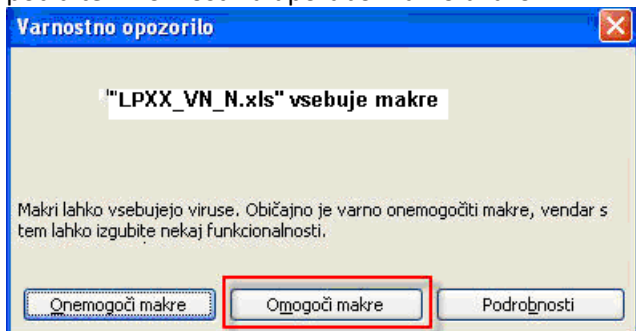 Varnostno opozorilo
"LPXX_VN_N.xls" vsebuje makre
Makri lahko vsebujejo viruse. Običajno je varno onemogočiti makre, vendar s
tem lahko izgubite nekaj funkcionalnosti.
Onemogoči makre Omogoči makre Podrobnosti